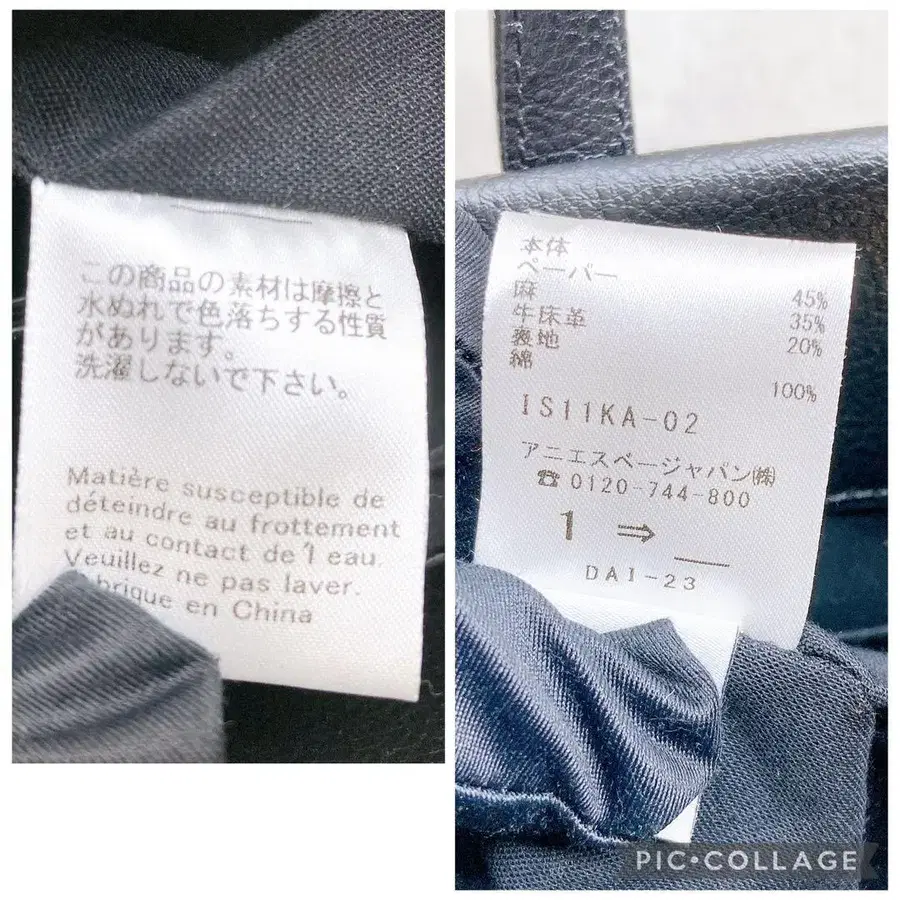 この商品の素材は摩擦と
水ぬれで色落ちする性質
があります。
洗濯しないで下さい。
Matière susceptible de
déteindre au frottement
et au contact de l eau.
Veuillez ne pas laver.
brique en China
本体
ペーパー 45%
麻 35%
牛床革 20%
裏地
綿 100%
IS11KA-02
アニエスベージャパン㈱
☎ 0120-744-800
1 ⇒ __
DAI-23
PIC•COLLAGE